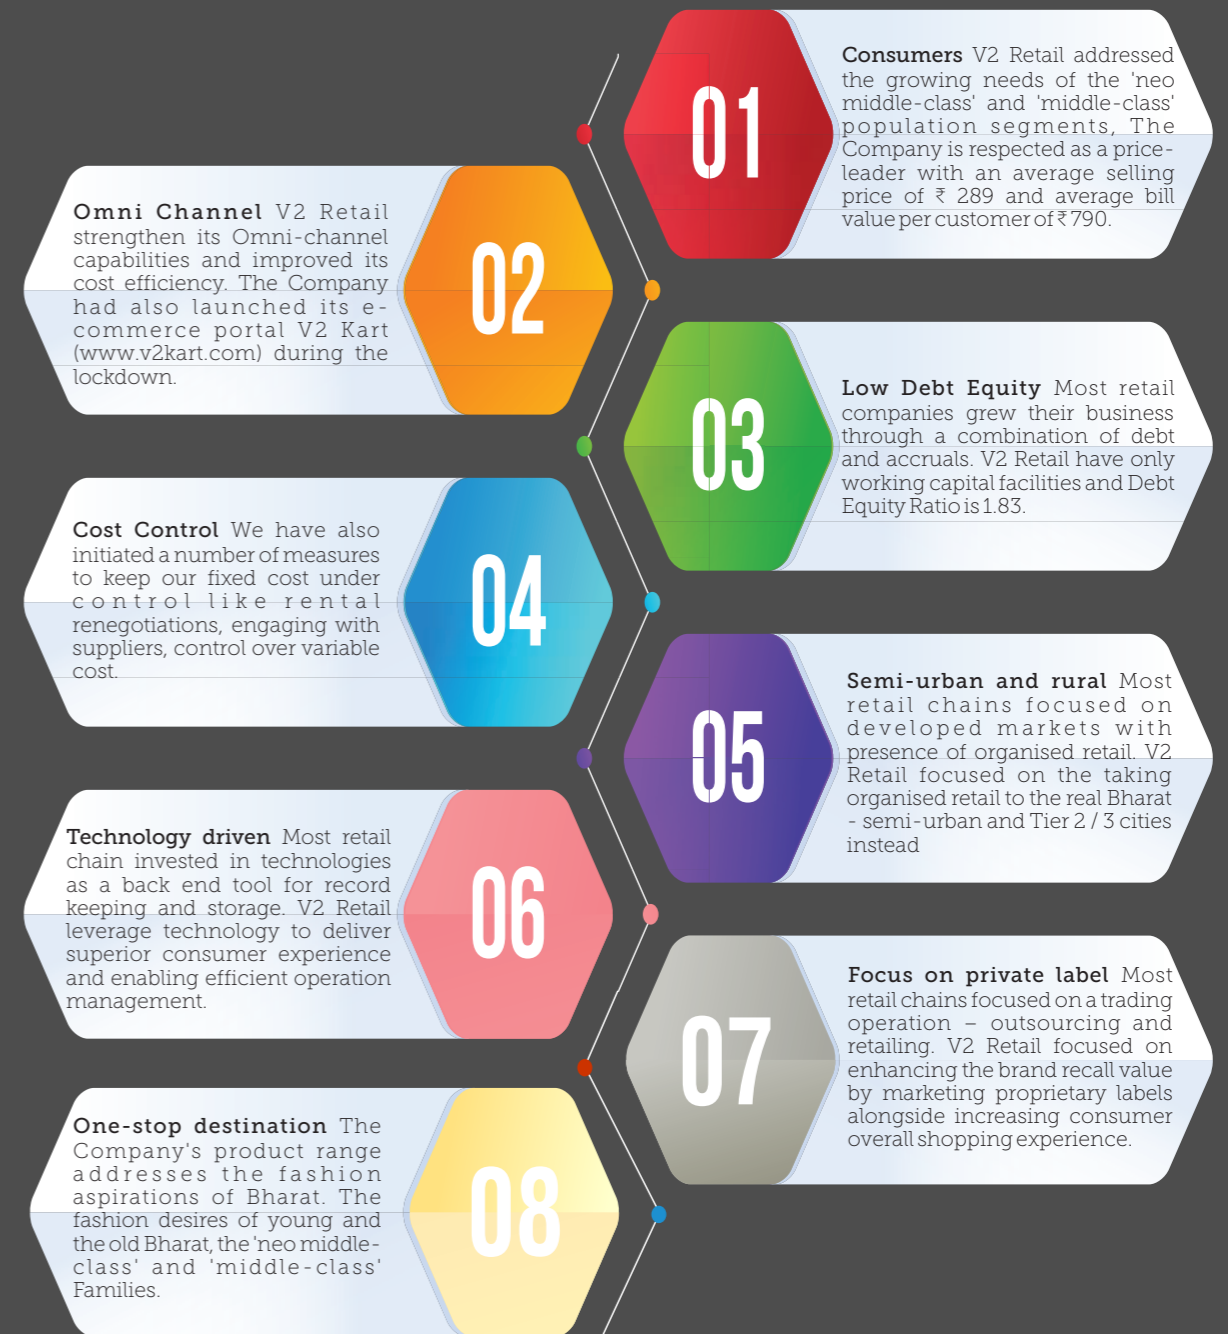 01
Consumers V2 Retail addressed
the growing needs of the 'neo
middle-class' and 'middle-class'
population segments, The
Company is respected as a price-
leader with an average selling
price of ₹ 289 and average bill
value per customer of ₹ 790.
02
Omni Channel V2 Retail
strengthen its Omni-channel
capabilities and improved its
cost efficiency. The Company
had also launched its e-
commerce portal V2 Kart
(www.v2kart.com) during the
lockdown.
03
Low Debt Equity Most retail
companies grew their business
through a combination of debt
and accruals. V2 Retail have only
working capital facilities and Debt
Equity Ratio is 1.83.
04
Cost Control We have also
initiated a number of measures
to keep our fixed cost under
control like rental
renegotiations, engaging with
suppliers, control over variable
cost.
05
Semi-urban and rural Most
retail chains focused on
developed markets with
presence of organised retail. V2
Retail focused on the taking
organised retail to the real Bharat
- semi-urban and Tier 2 / 3 cities
instead
06
Technology driven Most retail
chain invested in technologies
as a back end tool for record
keeping and storage. V2 Retail
leverage technology to deliver
superior consumer experience
and enabling efficient operation
management.
07
Focus on private label Most
retail chains focused on a trading
operation – outsourcing and
retailing. V2 Retail focused on
enhancing the brand recall value
by marketing proprietary labels
alongside increasing consumer
overall shopping experience.
08
One-stop destination The
Company's product range
addresses the fashion
aspirations of Bharat. The
fashion desires of young and
the old Bharat, the 'neo middle-
class' and 'middle-class'
Families.